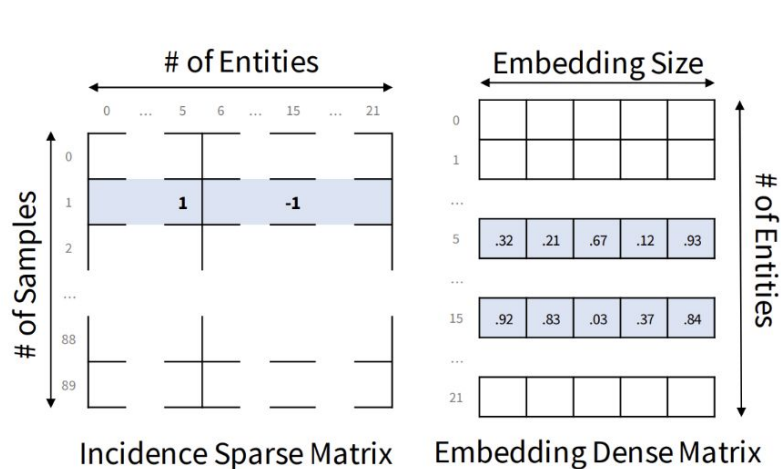 # of Entities
0 ... 5 6 ... 15 ... 21
# of Samples
0
1 1 -1
2
...
88
89
Incidence Sparse Matrix
Embedding Size
0
1
...
5 .32 .21 .67 .12 .93
...
15 .92 .83 .03 .37 .84
...
21
# of Entities
Embedding Dense Matrix